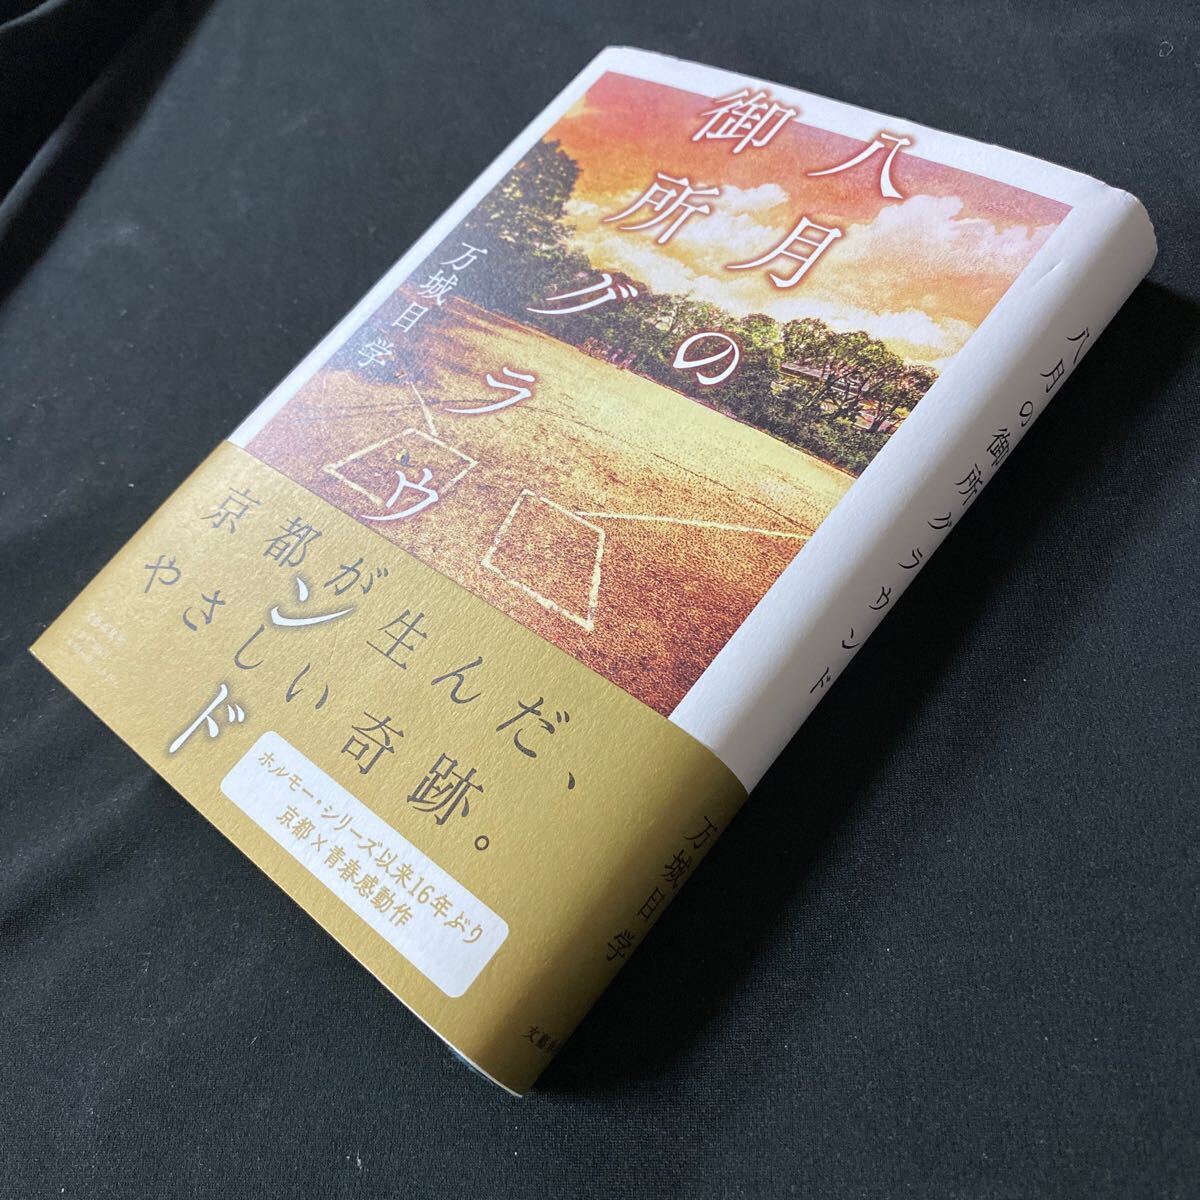 八月の
御所グラウンド
万城目 学
京都が生んだ、
やさしい奇跡。
ホルモー・シリーズ以来16年ぶり
京都×青春感動作
八月の御所グラウンド
万城目学